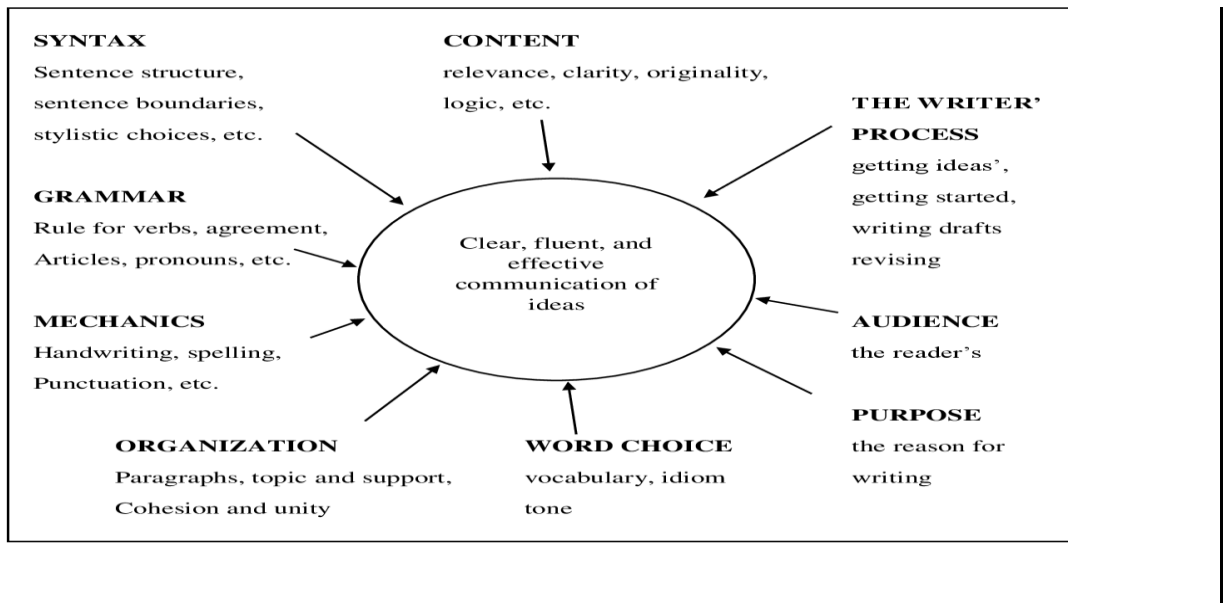 SYNTAX
Sentence structure,
sentence boundaries,
stylistic choices, etc.
CONTENT
relevance, clarity, originality,
logic, etc.
THE WRITER’
PROCESS
getting ideas’,
getting started,
writing drafts
revising
GRAMMAR
Rule for verbs, agreement,
Articles, pronouns, etc.
Clear, fluent, and
effective
communication of
ideas
MECHANICS
Handwriting, spelling,
Punctuation, etc.
AUDIENCE
the reader’s
PURPOSE
the reason for
writing
ORGANIZATION
Paragraphs, topic and support,
Cohesion and unity
WORD CHOICE
vocabulary, idiom
tone